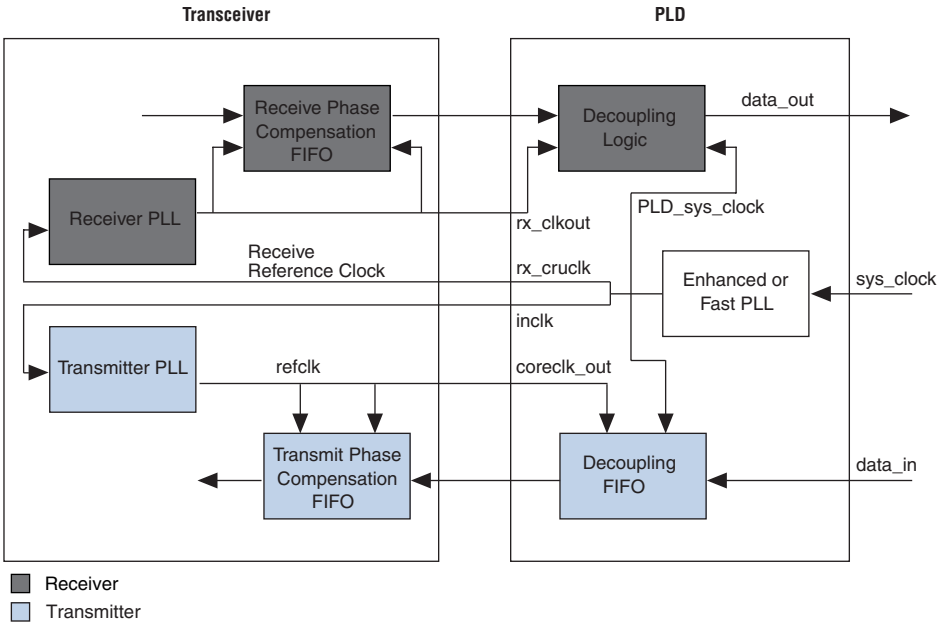 Transceiver
PLD
Receive Phase
Compensation
FIFO
Decoupling
Logic
data_out
Receiver PLL
rx_clkout
PLD_sys_clock
Receive
Reference Clock
rx_cruclk
Enhanced or
Fast PLL
sys_clock
inclk
Transmitter PLL
refclk
coreclk_out
Transmit Phase
Compensation
FIFO
Decoupling
FIFO
data_in
Receiver
Transmitter